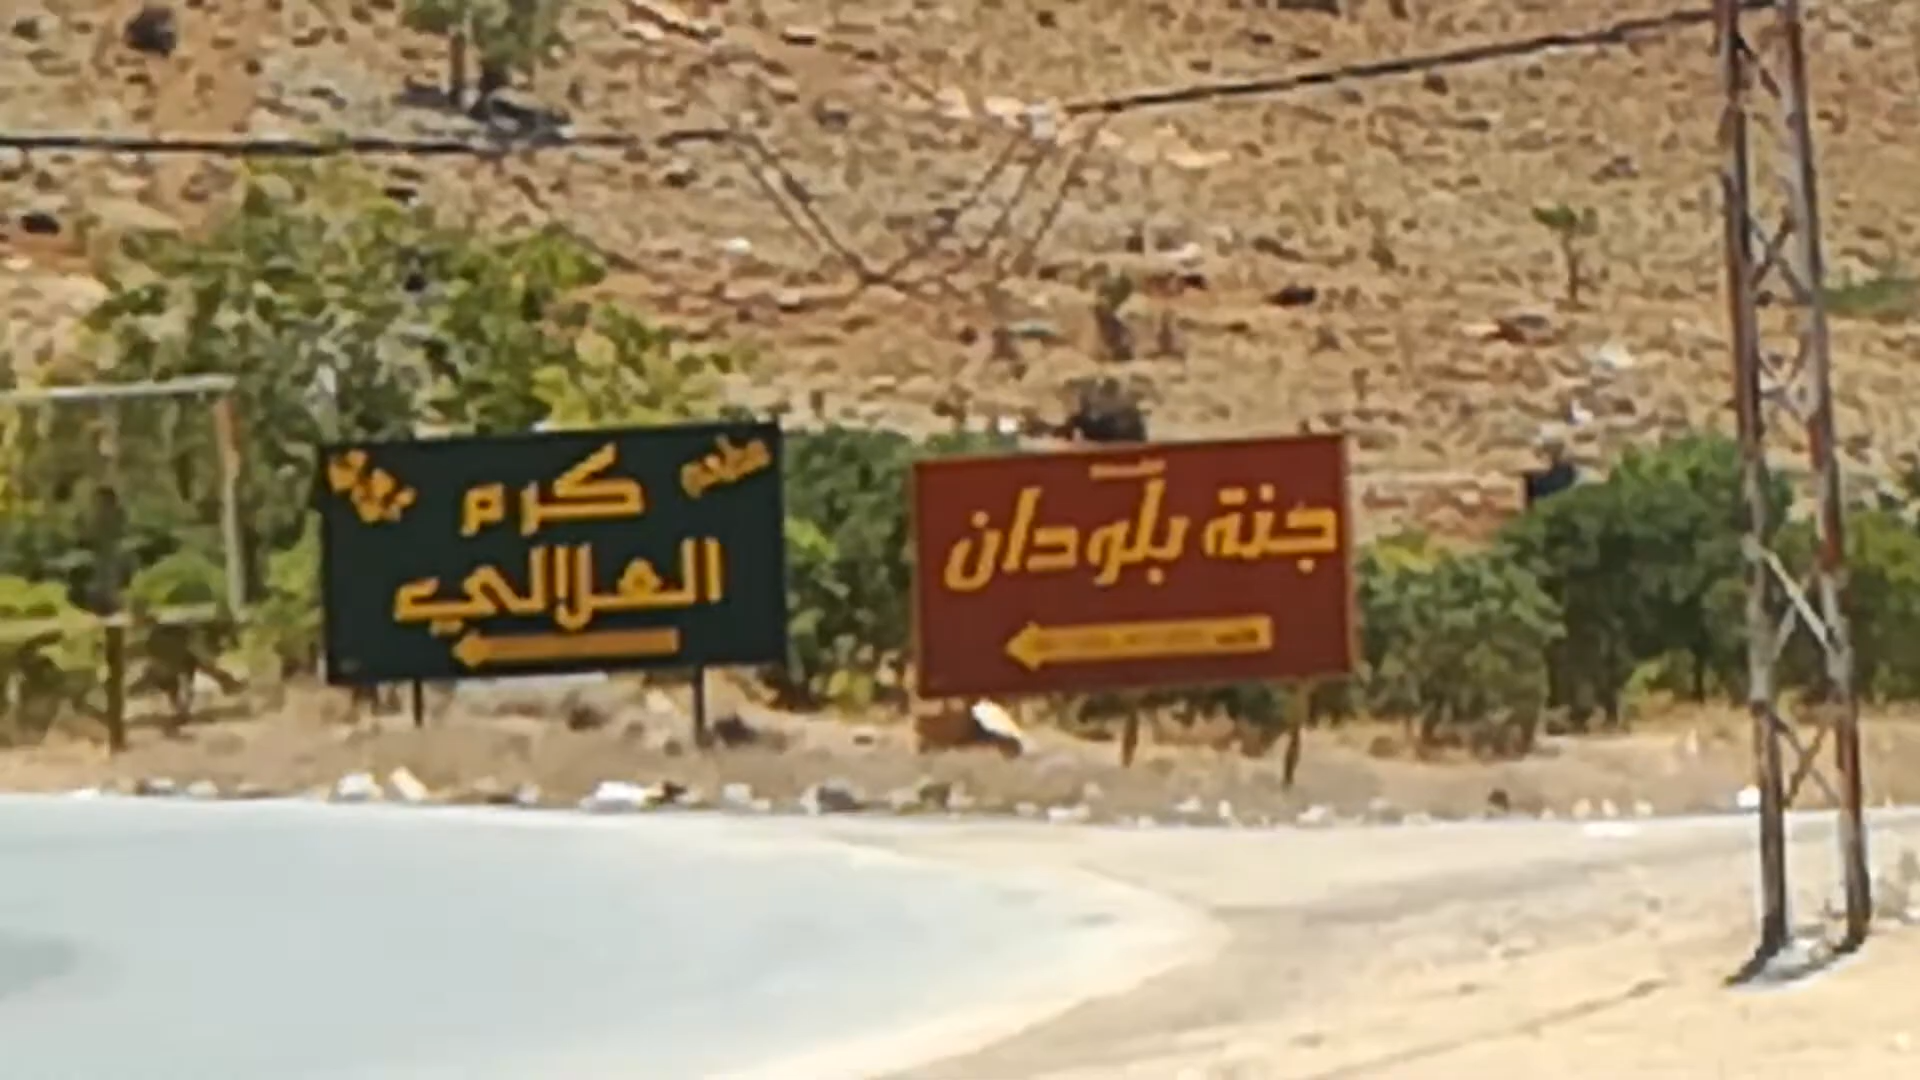 مطعم
كرم
العلالي
جنة بلودان